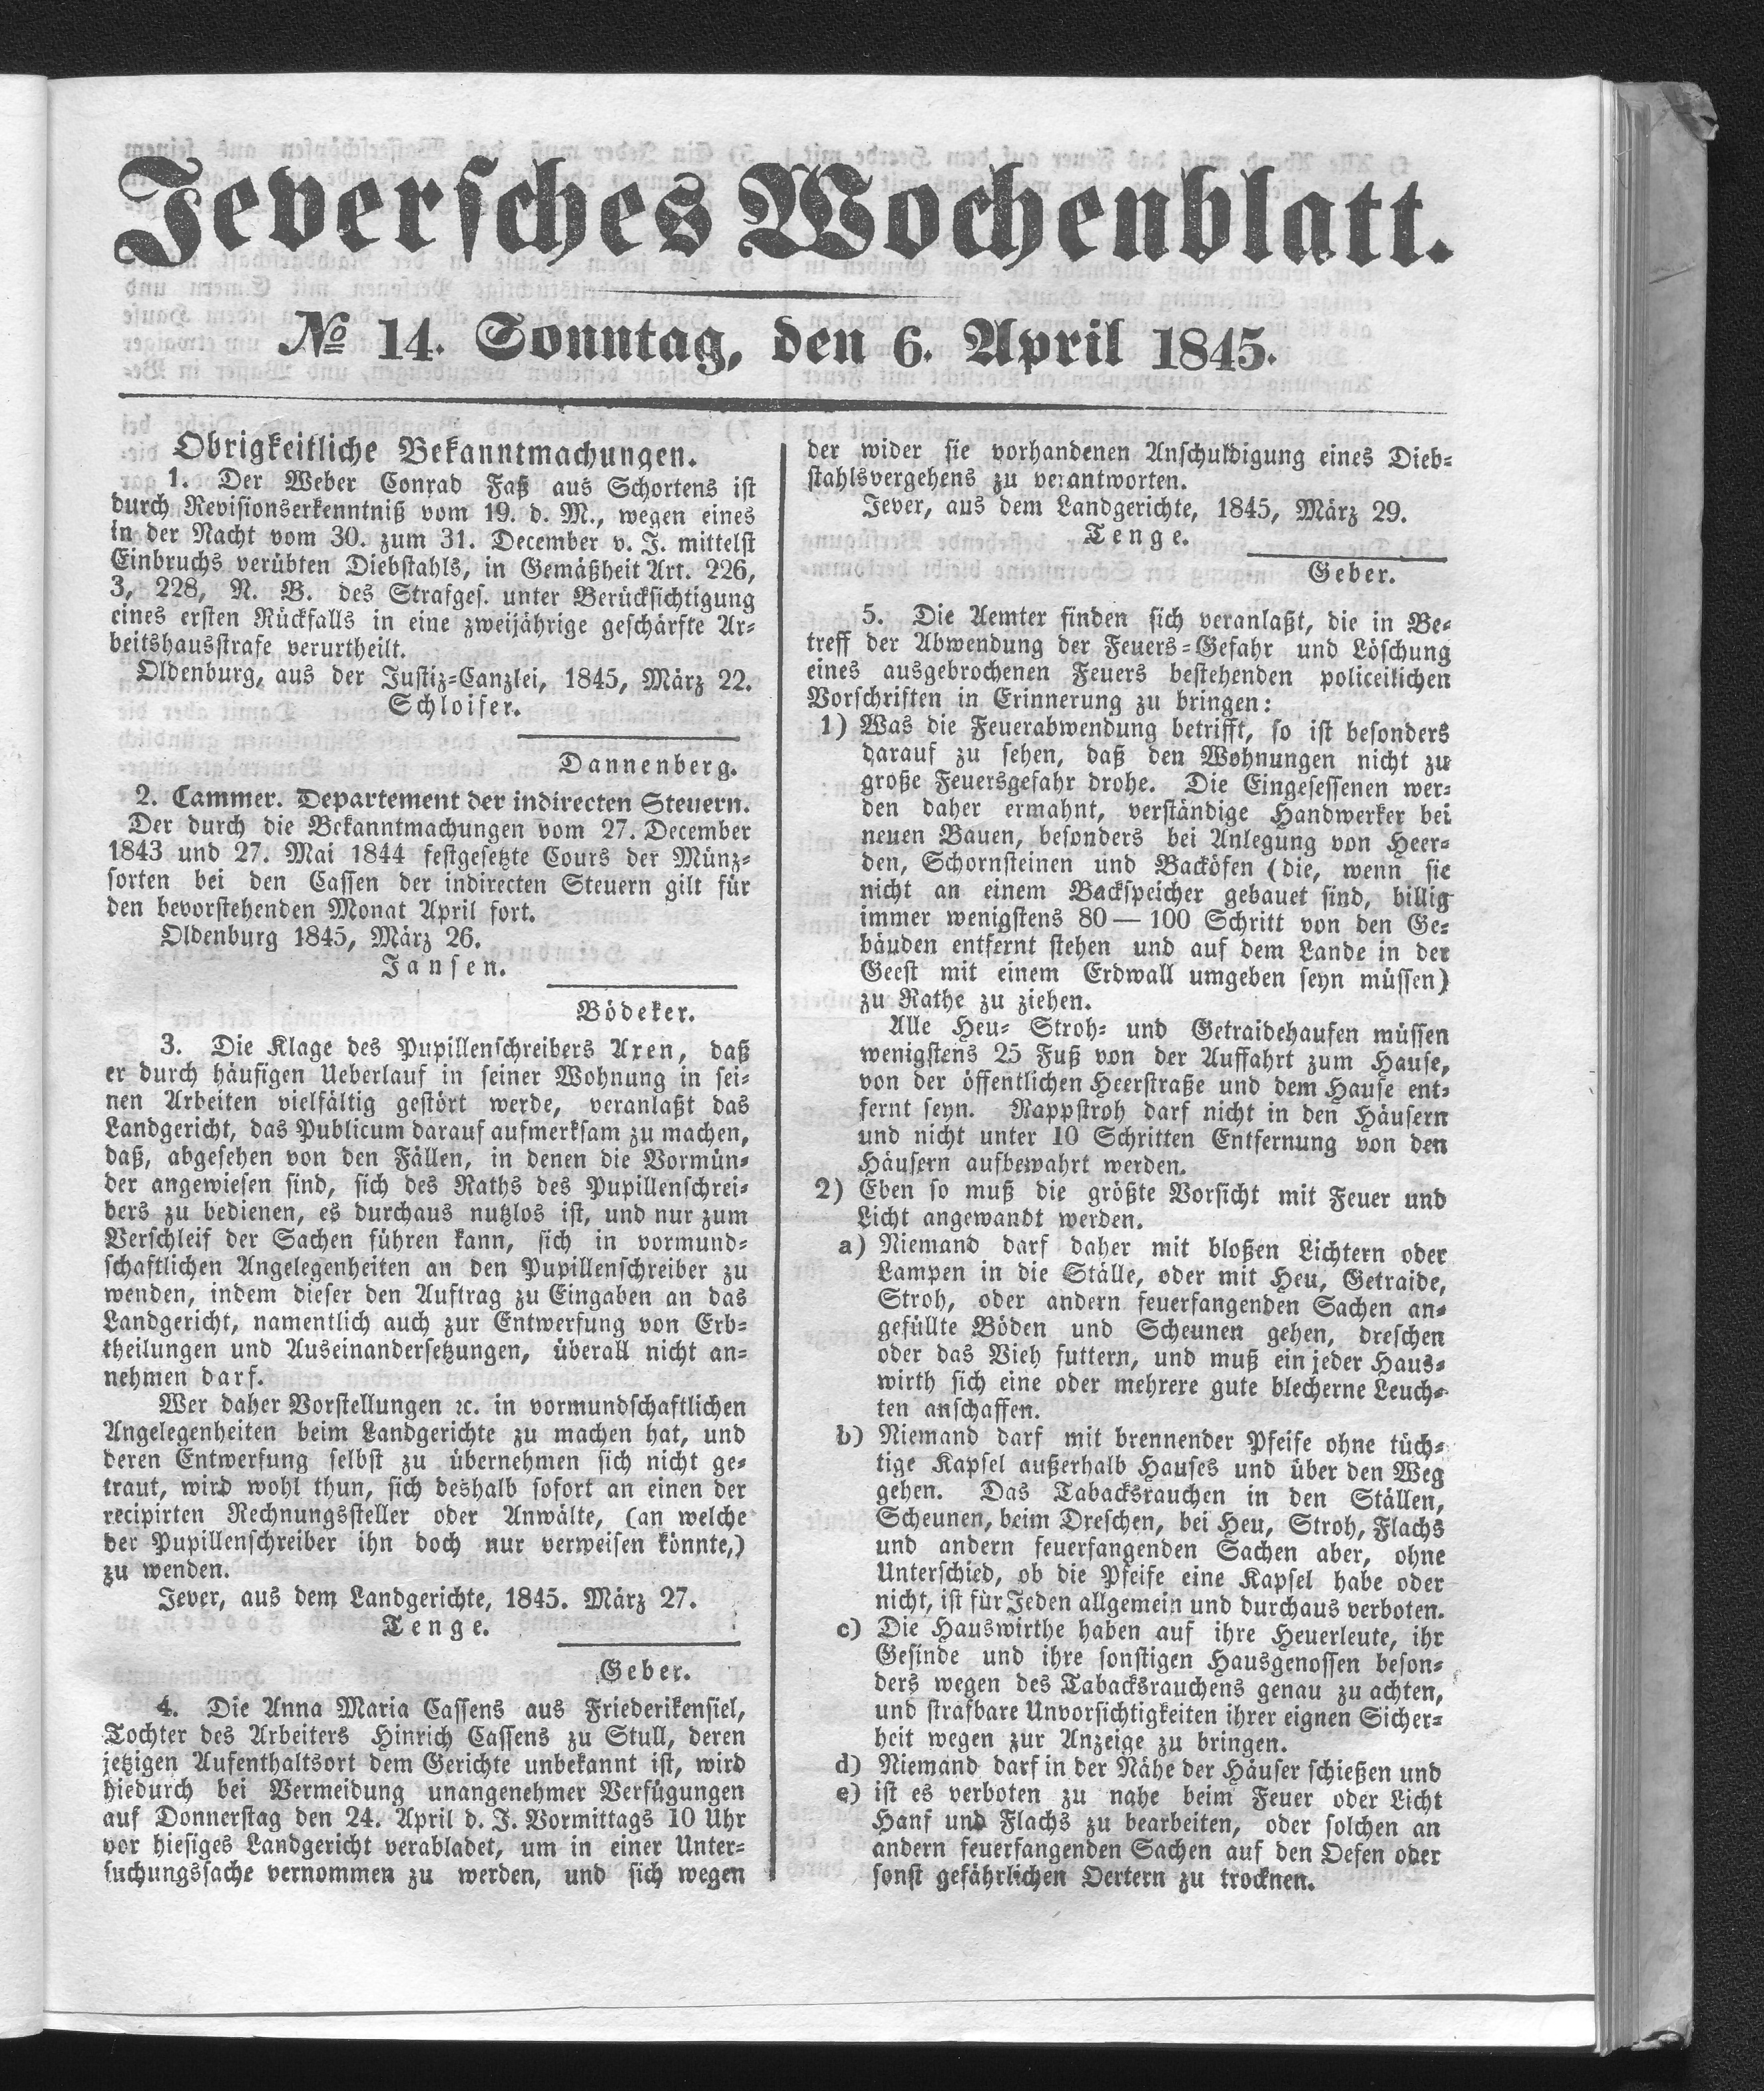 Jeversches Wochenblatt.
№ 14. Sonntag, den 6. April 1845.
Obrigkeitliche Bekanntmachungen.
1. Der Weber Conrad Faß aus Schortens ist
durch Revisionserkenntniß vom 19. d. M., wegen eines
in der Nacht vom 30. zum 31. December v. J. mittelst
Einbruchs verübten Diebstahls, in Gemäßheit Art. 226,
3, 228, N. B. des Strafges. unter Berücksichtigung
eines ersten Rückfalls in eine zweijährige geschärfte Ar-
beitshausstrafe verurtheilt.
Oldenburg, aus der Justiz-Canzlei, 1845, März 22.
Schloifer.
Dannenberg.
2. Cammer. Departement der indirecten Steuern.
Der durch die Bekanntmachungen vom 27. December
1843 und 27. Mai 1844 festgesetzte Cours der Münz-
sorten bei den Cassen der indirecten Steuern gilt für
den bevorstehenden Monat April fort.
Oldenburg 1845, März 26.
Jansen.
Bödeker.
3. Die Klage des Pupillenschreibers Axen, daß
er durch häufigen Ueberlauf in seiner Wohnung in sei-
nen Arbeiten vielfältig gestört werde, veranlaßt das
Landgericht, das Publicum darauf aufmerksam zu machen,
daß, abgesehen von den Fällen, in denen die Vormün-
der angewiesen sind, sich des Raths des Pupillenschrei-
bers zu bedienen, es durchaus nutzlos ist, und nur zum
Verschleif der Sachen führen kann, sich in vormund-
schaftlichen Angelegenheiten an den Pupillenschreiber zu
wenden, indem dieser den Auftrag zu Eingaben an das
Landgericht, namentlich auch zur Entwerfung von Erb-
theilungen und Auseinandersetzungen, überall nicht an-
nehmen darf.
Wer daher Vorstellungen ꝛc. in vormundschaftlichen
Angelegenheiten beim Landgerichte zu machen hat, und
deren Entwerfung selbst zu übernehmen sich nicht ge-
traut, wird wohl thun, sich deshalb sofort an einen der
recipirten Rechnungssteller oder Anwälte, (an welche
der Pupillenschreiber ihn doch nur verweisen könnte,)
zu wenden.
Jever, aus dem Landgerichte, 1845. März 27.
Tenge.
Geber.
4. Die Anna Maria Cassens aus Friederikensiel,
Tochter des Arbeiters Hinrich Cassens zu Stull, deren
jetzigen Aufenthaltsort dem Gerichte unbekannt ist, wird
hiedurch bei Vermeidung unangenehmer Verfügungen
auf Donnerstag den 24. April d. J. Vormittags 10 Uhr
vor hiesiges Landgericht verabladet, um in einer Unter-
suchungssache vernommen zu werden, und sich wegen
der wider sie vorhandenen Anschuldigung eines Dieb-
stahlsvergehens zu verantworten.
Jever, aus dem Landgerichte, 1845, März 29.
Tenge.
Geber.
5. Die Aemter finden sich veranlaßt, die in Be-
treff der Abwendung der Feuers-Gefahr und Löschung
eines ausgebrochenen Feuers bestehenden policeilichen
Vorschriften in Erinnerung zu bringen:
1) Was die Feuerabwendung betrifft, so ist besonders
darauf zu sehen, daß den Wohnungen nicht zu
große Feuersgefahr drohe. Die Eingesessenen wer-
den daher ermahnt, verständige Handwerker bei
neuen Bauen, besonders bei Anlegung von Heer-
den, Schornsteinen und Backöfen (die, wenn sie
nicht an einem Backspeicher gebauet sind, billig
immer wenigstens 80 — 100 Schritt von den Ge-
bäuden entfernt stehen und auf dem Lande in der
Geest mit einem Erdwall umgeben seyn müssen)
zu Rathe zu ziehen.
Alle Heu- Stroh- und Getraidehaufen müssen
wenigstens 25 Fuß von der Auffahrt zum Hause,
von der öffentlichen Heerstraße und dem Hause ent-
fernt seyn. Rappstroh darf nicht in den Häusern
und nicht unter 10 Schritten Entfernung von den
Häusern aufbewahrt werden.
2) Eben so muß die größte Vorsicht mit Feuer und
Licht angewandt werden.
a) Niemand darf daher mit bloßen Lichtern oder
Lampen in die Ställe, oder mit Heu, Getraide,
Stroh, oder andern feuerfangenden Sachen an-
gefüllte Böden und Scheunen gehen, dreschen
oder das Vieh futtern, und muß ein jeder Haus-
wirth sich eine oder mehrere gute blecherne Leuch-
ten anschaffen.
b) Niemand darf mit brennender Pfeife ohne tüch-
tige Kapsel außerhalb Hauses und über den Weg
gehen. Das Tabacksrauchen in den Ställen,
Scheunen, beim Dreschen, bei Heu, Stroh, Flachs
und andern feuerfangenden Sachen aber, ohne
Unterschied, ob die Pfeife eine Kapsel habe oder
nicht, ist für Jeden allgemein und durchaus verboten.
c) Die Hauswirthe haben auf ihre Heuerleute, ihr
Gesinde und ihre sonstigen Hausgenossen beson-
ders wegen des Tabacksrauchens genau zu achten,
und strafbare Unvorsichtigkeiten ihrer eignen Sicher-
heit wegen zur Anzeige zu bringen.
d) Niemand darf in der Nähe der Häuser schießen und
e) ist es verboten zu nahe beim Feuer oder Licht
Hanf und Flachs zu bearbeiten, oder solchen an
andern feuerfangenden Sachen auf den Oefen oder
sonst gefährlichen Oertern zu trocknen.